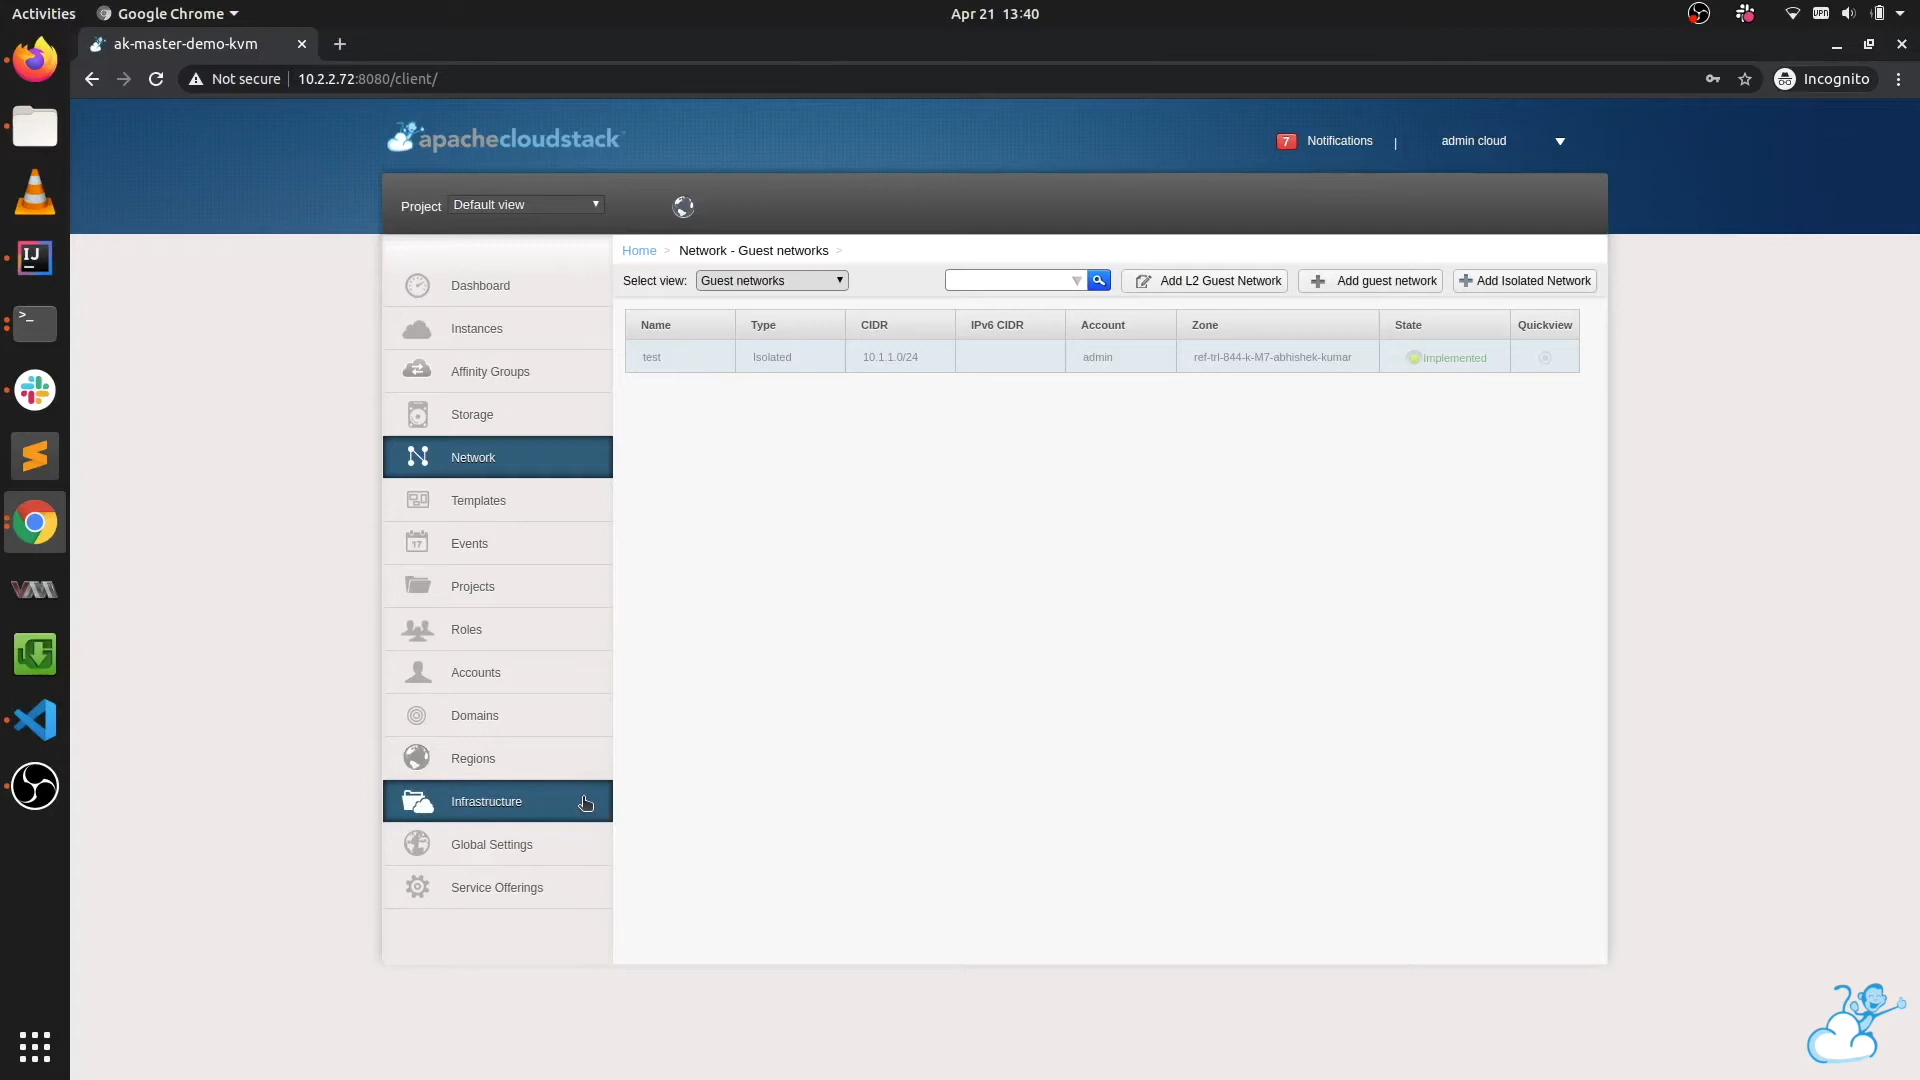 Activities Google Chrome Apr 21 13:40 VPN
ak-master-demo-kvm
Not secure 10.2.2.72:8080/client/ Incognito
apachecloudstack
7 Notifications | admin cloud
Project Default view
Home > Network - Guest networks >
Select view: Guest networks Add L2 Guest Network Add guest network Add Isolated Network
Name Type CIDR IPv6 CIDR Account Zone State Quickview
test Isolated 10.1.1.0/24 admin ref-trl-844-k-M7-abhishek-kumar Implemented
Dashboard
Instances
Affinity Groups
Storage
Network
Templates
17 Events
Projects
Roles
Accounts
Domains
Regions
Infrastructure
Global Settings
Service Offerings
IJ
>_